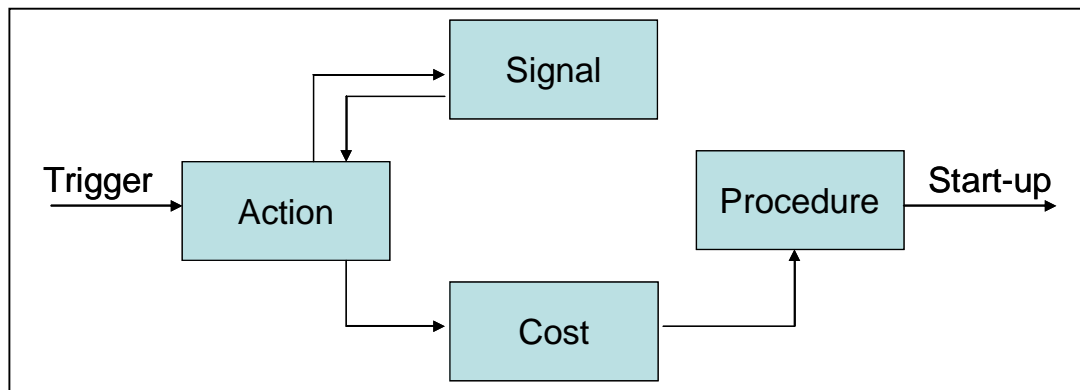 Signal
Trigger
Action
Procedure
Start-up
Cost